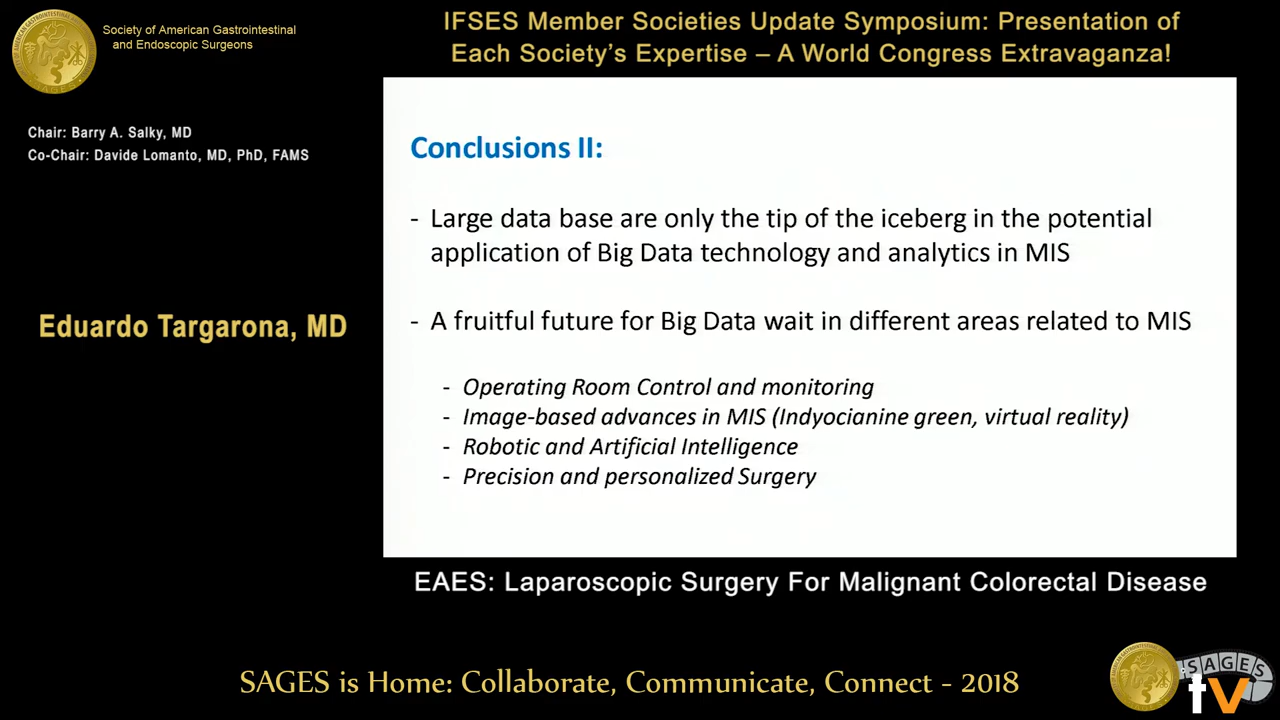 Society of American Gastrointestinal
and Endoscopic Surgeons
IFSES Member Societies Update Symposium: Presentation of
Each Society's Expertise – A World Congress Extravaganza!
Chair: Barry A. Salky, MD
Co-Chair: Davide Lomanto, MD, PhD, FAMS
Eduardo Targarona, MD
Conclusions II:
- Large data base are only the tip of the iceberg in the potential
application of Big Data technology and analytics in MIS
- A fruitful future for Big Data wait in different areas related to MIS
- Operating Room Control and monitoring
- Image-based advances in MIS (Indyocianine green, virtual reality)
- Robotic and Artificial Intelligence
- Precision and personalized Surgery
EAES: Laparoscopic Surgery For Malignant Colorectal Disease
SAGES is Home: Collaborate, Communicate, Connect - 2018
SAGES
tv